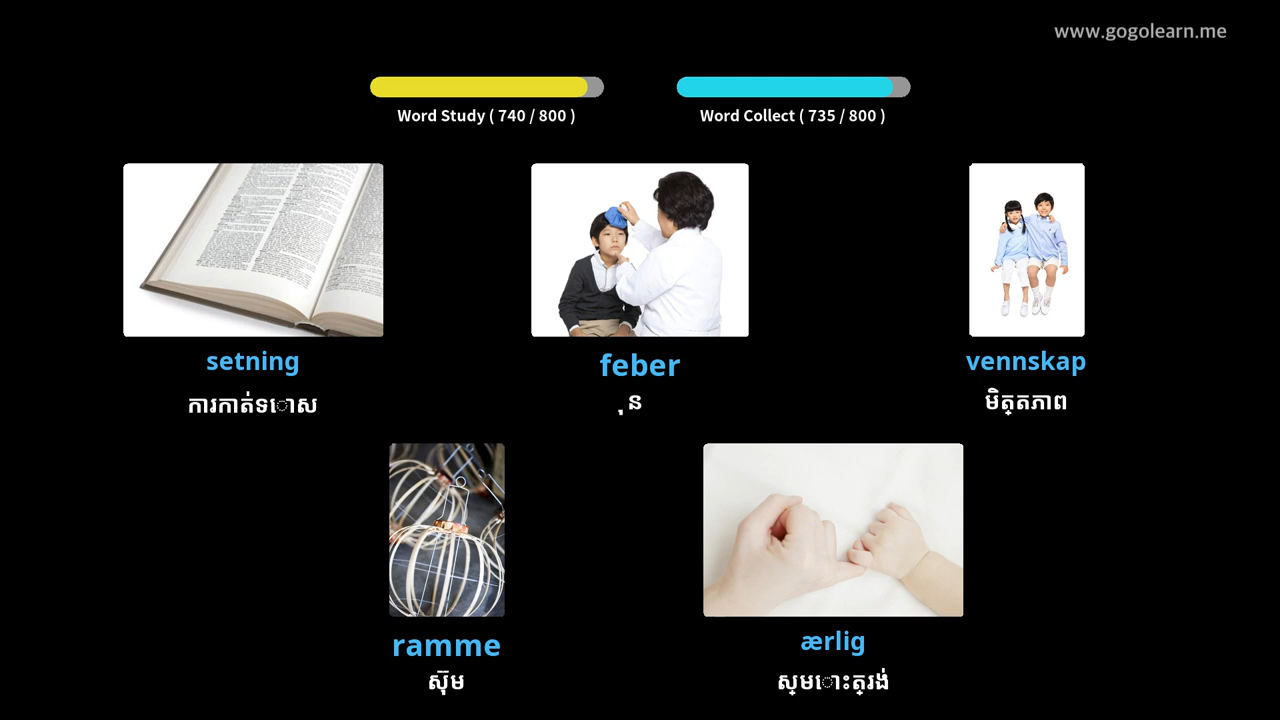 www.gogolearn.me
Word Study ( 740 / 800 )
Word Collect ( 735 / 800 )
setning
feber
vennskap
ការកាត់ទោស
ុន
មិត្តភាព
ramme
ærlig
ស៊ុម
ស្មោះត្រង់